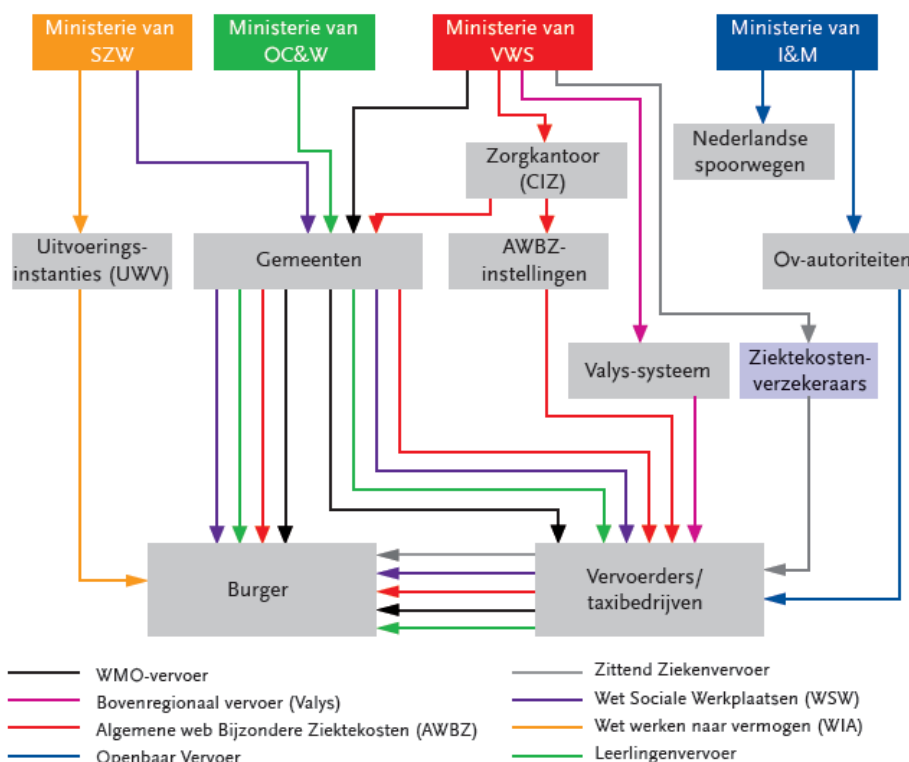 Ministerie van
SZW
Ministerie van
OC&W
Ministerie van
VWS
Ministerie van
I&M
Nederlandse
spoorwegen
Zorgkantoor
(CIZ)
Uitvoerings-
instanties (UWV)
Gemeenten
AWBZ-
instellingen
Ov-autoriteiten
Valys-systeem
Ziektekosten-
verzekeraars
Burger
Vervoerders/
taxibedrijven
WMO-vervoer
Bovenregionaal vervoer (Valys)
Algemene web Bijzondere Ziektekosten (AWBZ)
Openbaar Vervoer
Zittend Ziekenvervoer
Wet Sociale Werkplaatsen (WSW)
Wet werken naar vermogen (WIA)
Leerlingenvervoer